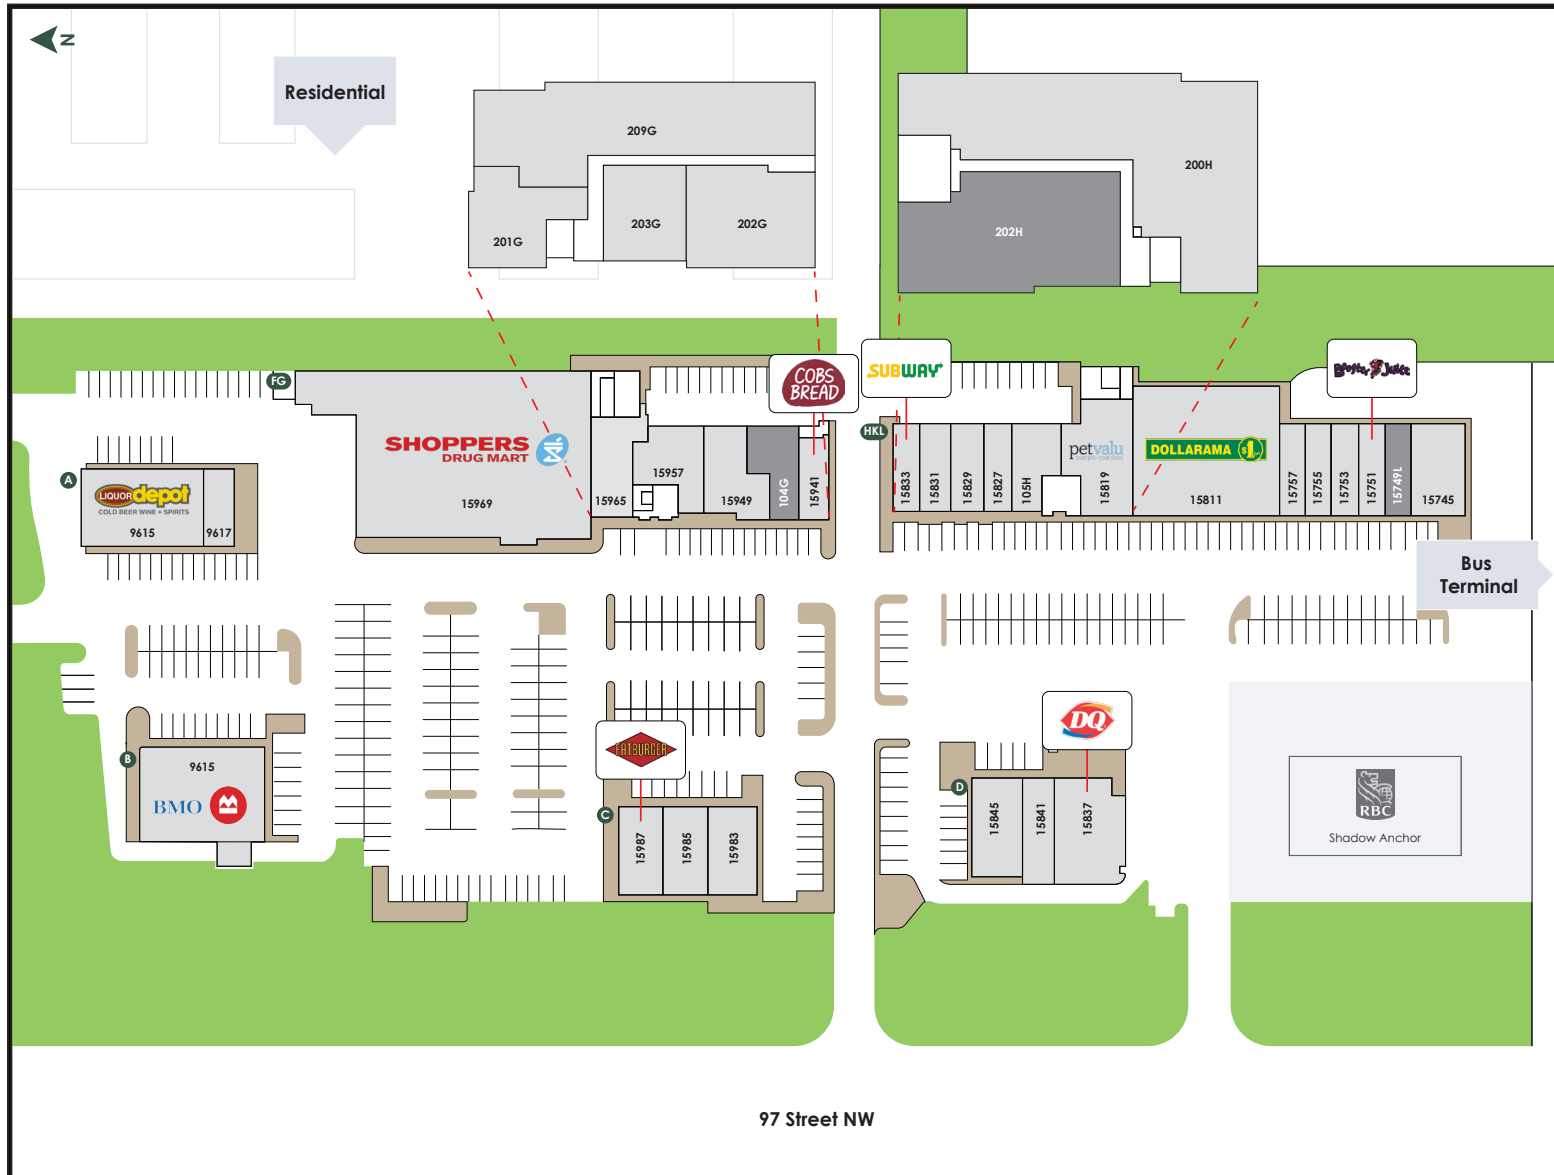 N
Residential
209G
201G
203G
202G
200H
202H
FG
COBS
BREAD
SUBWAY
Booster Juice
HKL
SHOPPERS
DRUG MART
15969
15965
15957
15949
104G
15941
15833
15831
15829
15827
105H
petvalu
15819
DOLLARAMA $1
15811
15757
15755
15753
15751
15749L
15745
A
LIQUOR depot
COLD BEER WINE + SPIRITS
9615
9617
Bus
Terminal
B
9615
BMO
FATBURGER
C
15987
15985
15983
DQ
D
15845
15841
15837
RBC
Shadow Anchor
97 Street NW